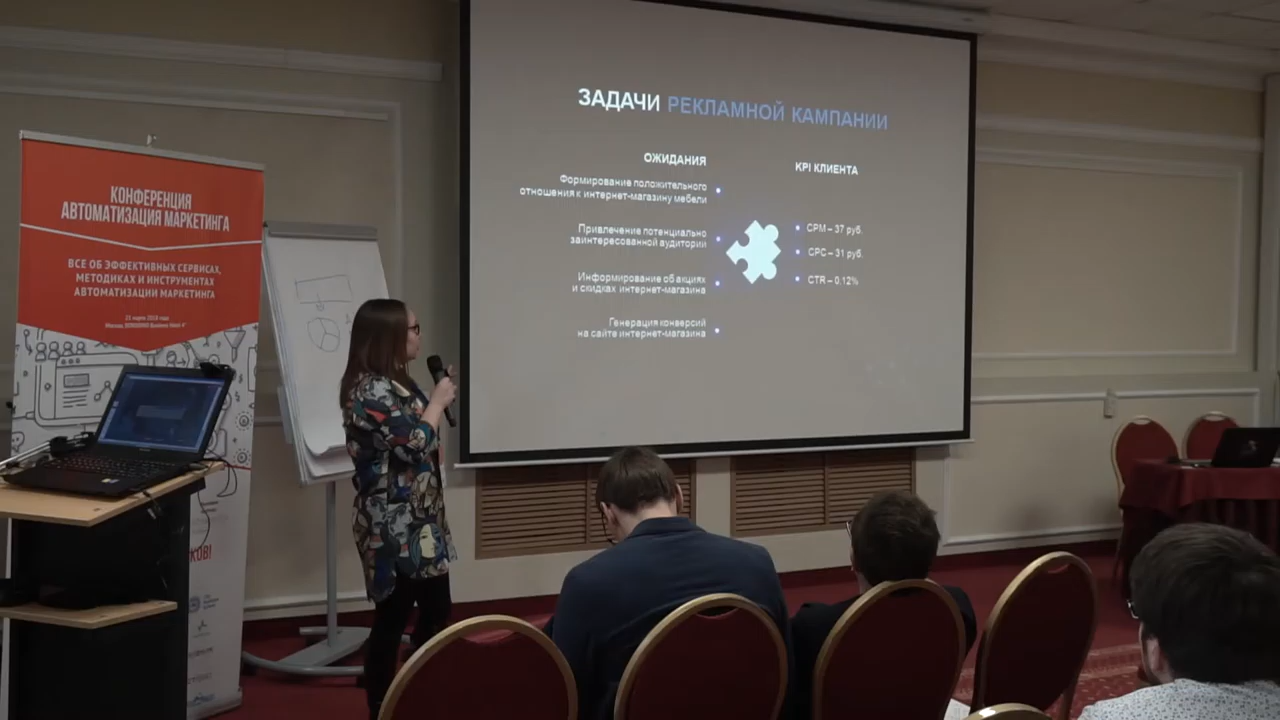 КОНФЕРЕНЦИЯ
АВТОМАТИЗАЦИЯ МАРКЕТИНГА
ВСЕ ОБ ЭФФЕКТИВНЫХ СЕРВИСАХ,
МЕТОДИКАХ И ИНСТРУМЕНТАХ
АВТОМАТИЗАЦИИ МАРКЕТИНГА
ЗАДАЧИ РЕКЛАМНОЙ КАМПАНИИ
ОЖИДАНИЯ
Формирование положительного
отношения к интернет-магазину мебели
Привлечение потенциально
заинтересованной аудитории
Информирование об акциях
и скидках интернет-магазина
Генерация конверсий
на сайте интернет-магазина
KPI КЛИЕНТА
CPM – 37 руб.
CPC – 31 руб.
CTR – 0,12%